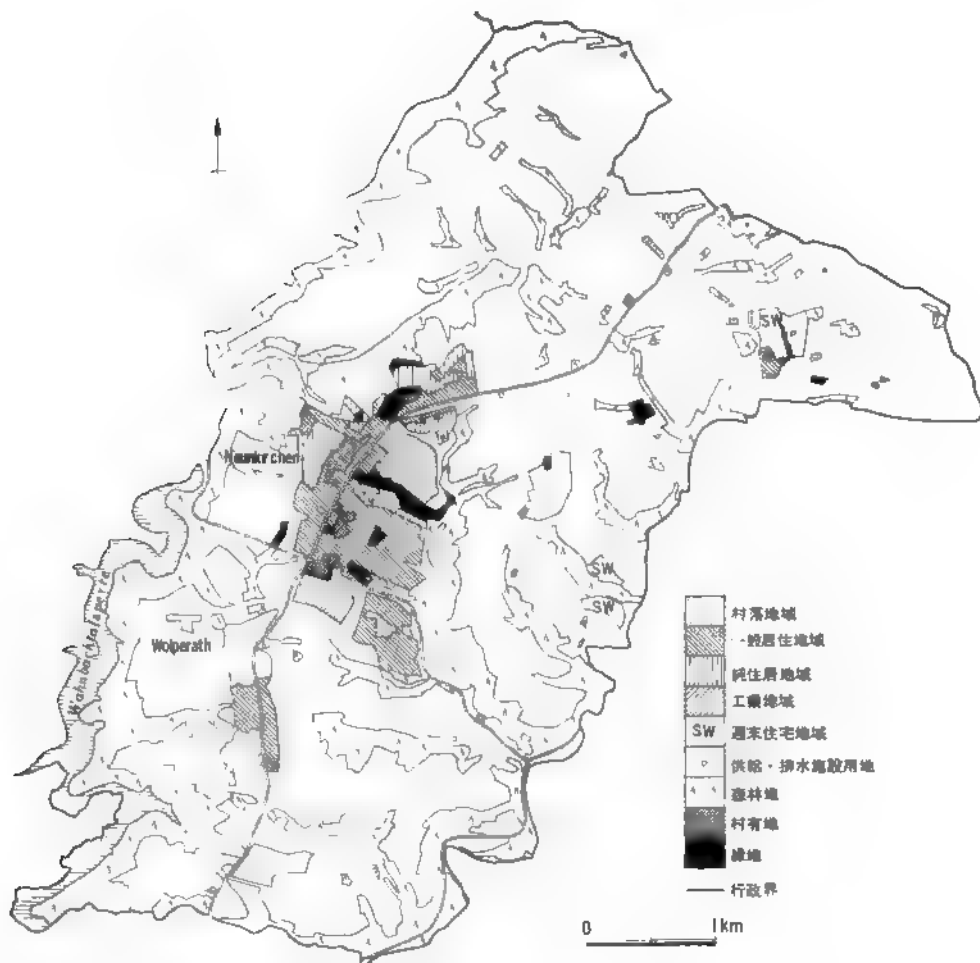 Neunkirchen
Wolperath
Wahnbachtalsperre
SW
SW
SW
村落地域
一般居住地域
純住居地域
工業地域
SW 週末住宅地域
供給・排水施設用地
森林地
村有地
緑地
行政界
0 1km